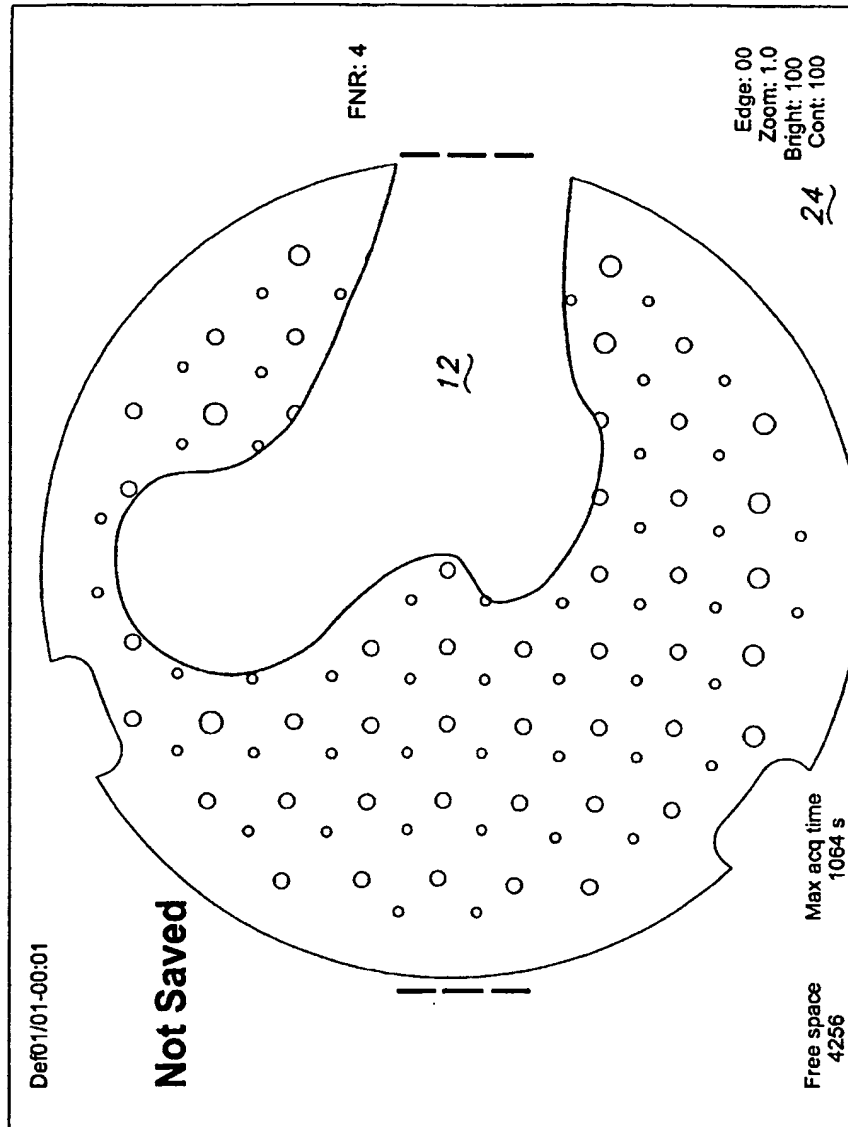 Def01/01-00:01
Not Saved
FNR: 4
12
Free space
4256
Max acq time
1064 s
Edge: 00
Zoom: 1.0
Bright: 100
Cont: 100
24